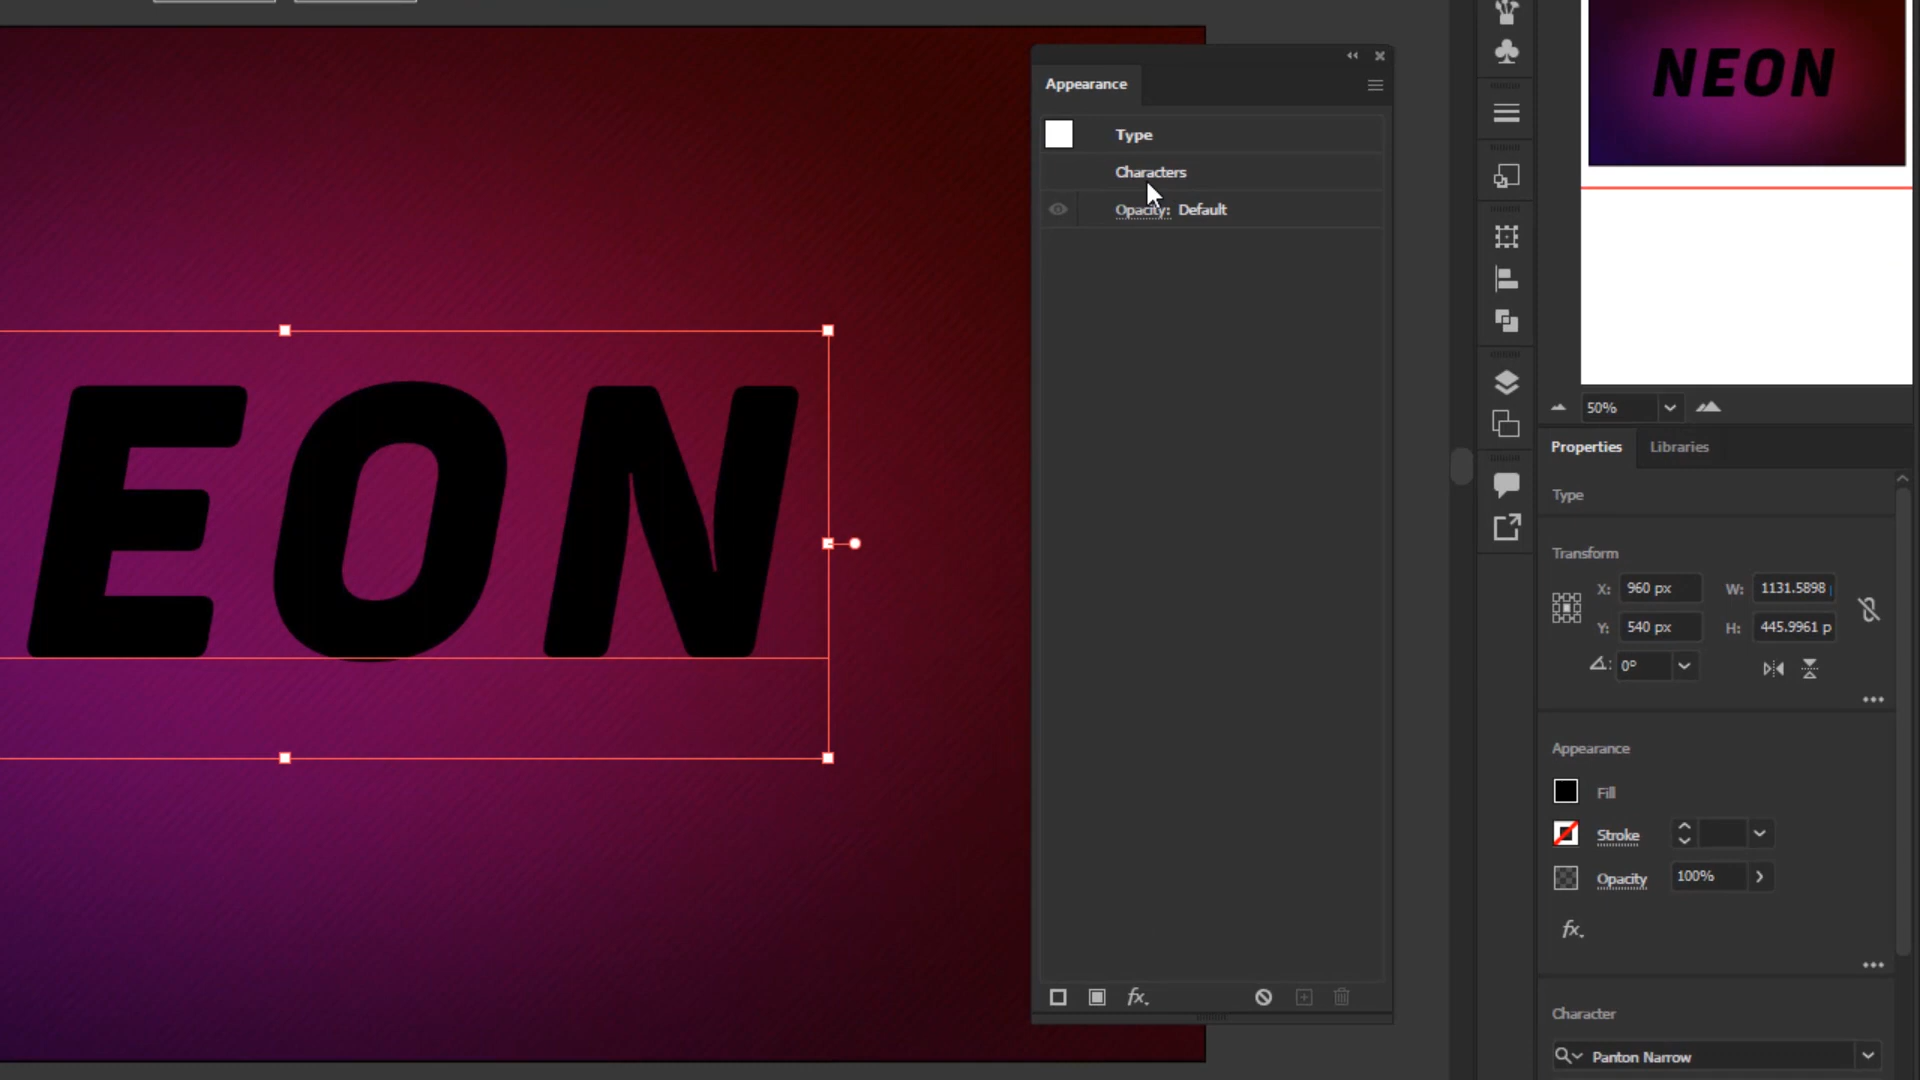 Appearance
Type
Characters
Opacity: Default
EON
fx.
NEON
50%
Properties Libraries
Type
Transform
X: 960 px W: 1131.5898
Y: 540 px H: 445.9961 p
0°
Appearance
Fill
Stroke
Opacity 100%
fx.
Character
Panton Narrow